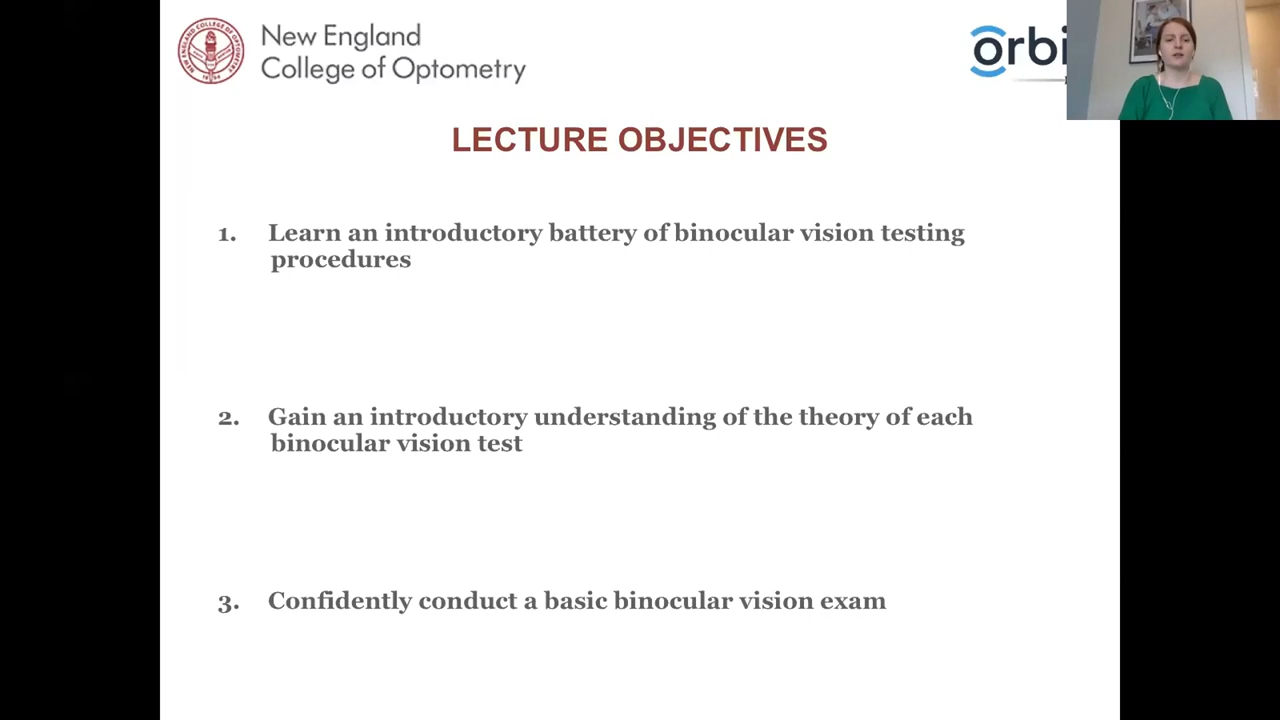 New England
College of Optometry
LECTURE OBJECTIVES
1. Learn an introductory battery of binocular vision testing
procedures
2. Gain an introductory understanding of the theory of each
binocular vision test
3. Confidently conduct a basic binocular vision exam